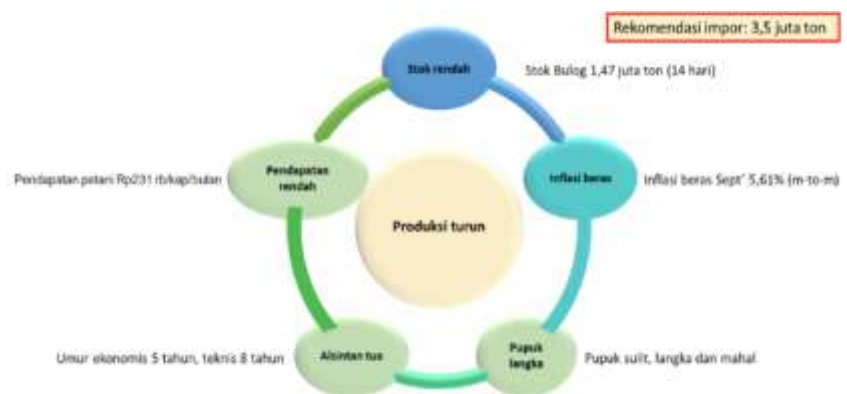 Rekomendasi impor: 3,5 juta ton
Stok rendah
Stok Bulog 1,47 juta ton (14 hari)
Pendapatan petani Rp231 rb/kap/bulan
Pendapatan
rendah
Inflasi beras
Inflasi beras Sept' 5,61% (m-to-m)
Produksi turun
Umur ekonomis 5 tahun, teknis 8 tahun
Alsintan tua
Pupuk
langka
Pupuk sulit, langka dan mahal